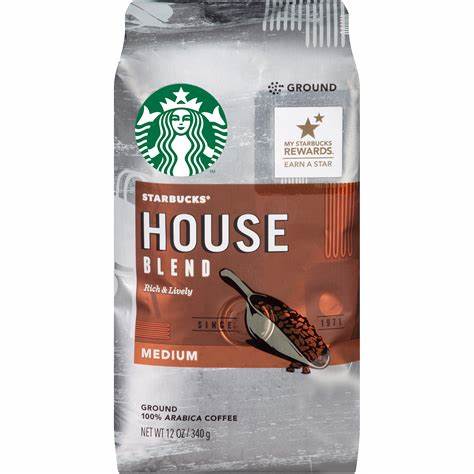 GROUND
MY STARBUCKS
REWARDS.
EARN A STAR
STARBUCKS®
HOUSE
BLEND
Rich & Lively
SINCE 1971
MEDIUM
GROUND
100% ARABICA COFFEE
NET WT 12 OZ/340g